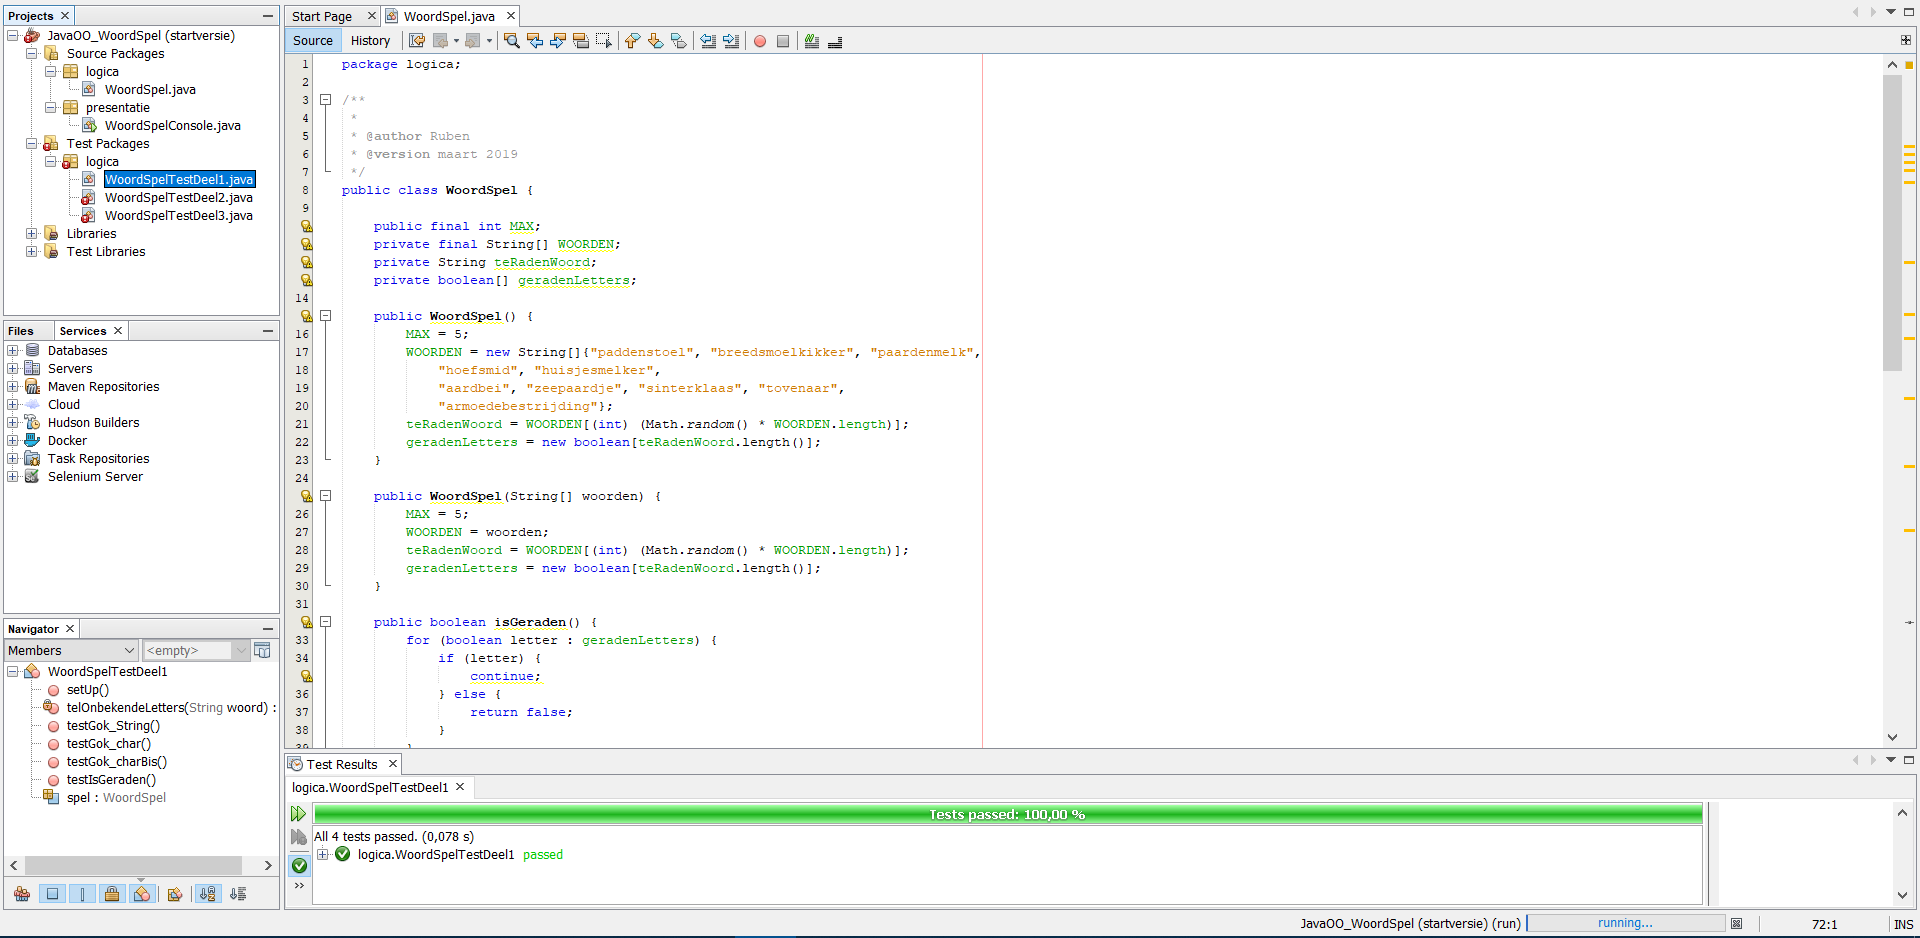 Projects
JavaOO_WoordSpel (startversie)
Source Packages
logica
WoordSpel.java
presentatie
WoordSpelConsole.java
Test Packages
logica
WoordSpelTestDeel1.java
WoordSpelTestDeel2.java
WoordSpelTestDeel3.java
Libraries
Test Libraries
Files Services
Databases
Servers
Maven Repositories
Cloud
Hudson Builders
Docker
Task Repositories
Selenium Server
Navigator
Members <empty>
WoordSpelTestDeel1
setUp()
telOnbekendeLetters(String woord) :
testGok_String()
testGok_char()
testGok_charBis()
testIsGeraden()
spel : WoordSpel
Start Page WoordSpel.java
Source History
1 package logica;
2
3 /**
4 *
5 * @author Ruben
6 * @version maart 2019
7 */
8 public class WoordSpel {
9
public final int MAX;
private final String[] WOORDEN;
private String teRadenWoord;
private boolean[] geradenLetters;
14
public WoordSpel() {
16 MAX = 5;
17 WOORDEN = new String[]{"paddenstoel", "breedsmoelkikker", "paardenmelk",
18 "hoefsmid", "huisjesmelker",
19 "aardbei", "zeepaardje", "sinterklaas", "tovenaar",
20 "armoedebestrijding"};
21 teRadenWoord = WOORDEN[(int) (Math.random() * WOORDEN.length)];
22 geradenLetters = new boolean[teRadenWoord.length()];
23 }
24
public WoordSpel(String[] woorden) {
26 MAX = 5;
27 WOORDEN = woorden;
28 teRadenWoord = WOORDEN[(int) (Math.random() * WOORDEN.length)];
29 geradenLetters = new boolean[teRadenWoord.length()];
30 }
31
public boolean isGeraden() {
33 for (boolean letter : geradenLetters) {
34 if (letter) {
continue;
36 } else {
37 return false;
38 }
39 }
Test Results
logica.WoordSpelTestDeel1
Tests passed: 100,00 %
All 4 tests passed. (0,078 s)
logica.WoordSpelTestDeel1 passed
JavaOO_WoordSpel (startversie) (run) running... 72:1 INS